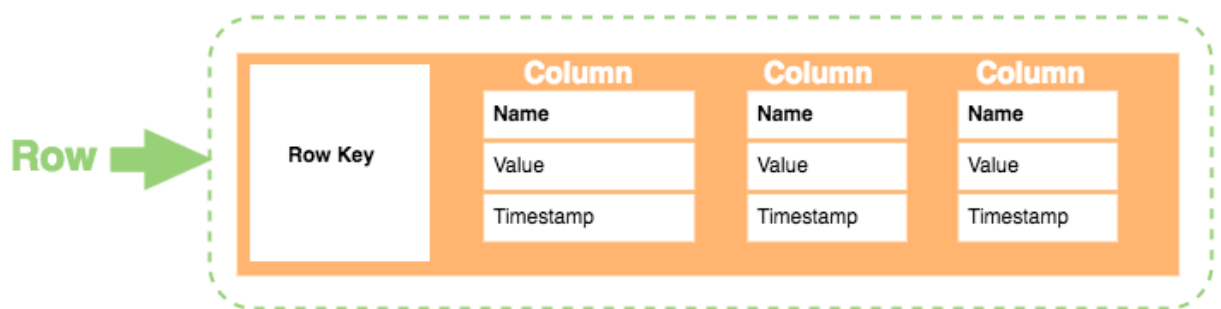 Column Column Column
Name Name Name
Row Row Key Value Value Value
Timestamp Timestamp Timestamp